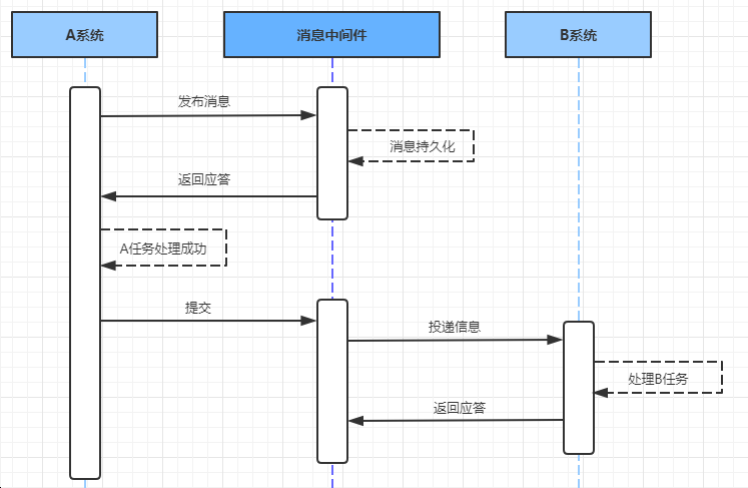 A系统
消息中间件
B系统
发布消息
消息持久化
返回应答
A任务处理成功
提交
投递信息
处理B任务
返回应答